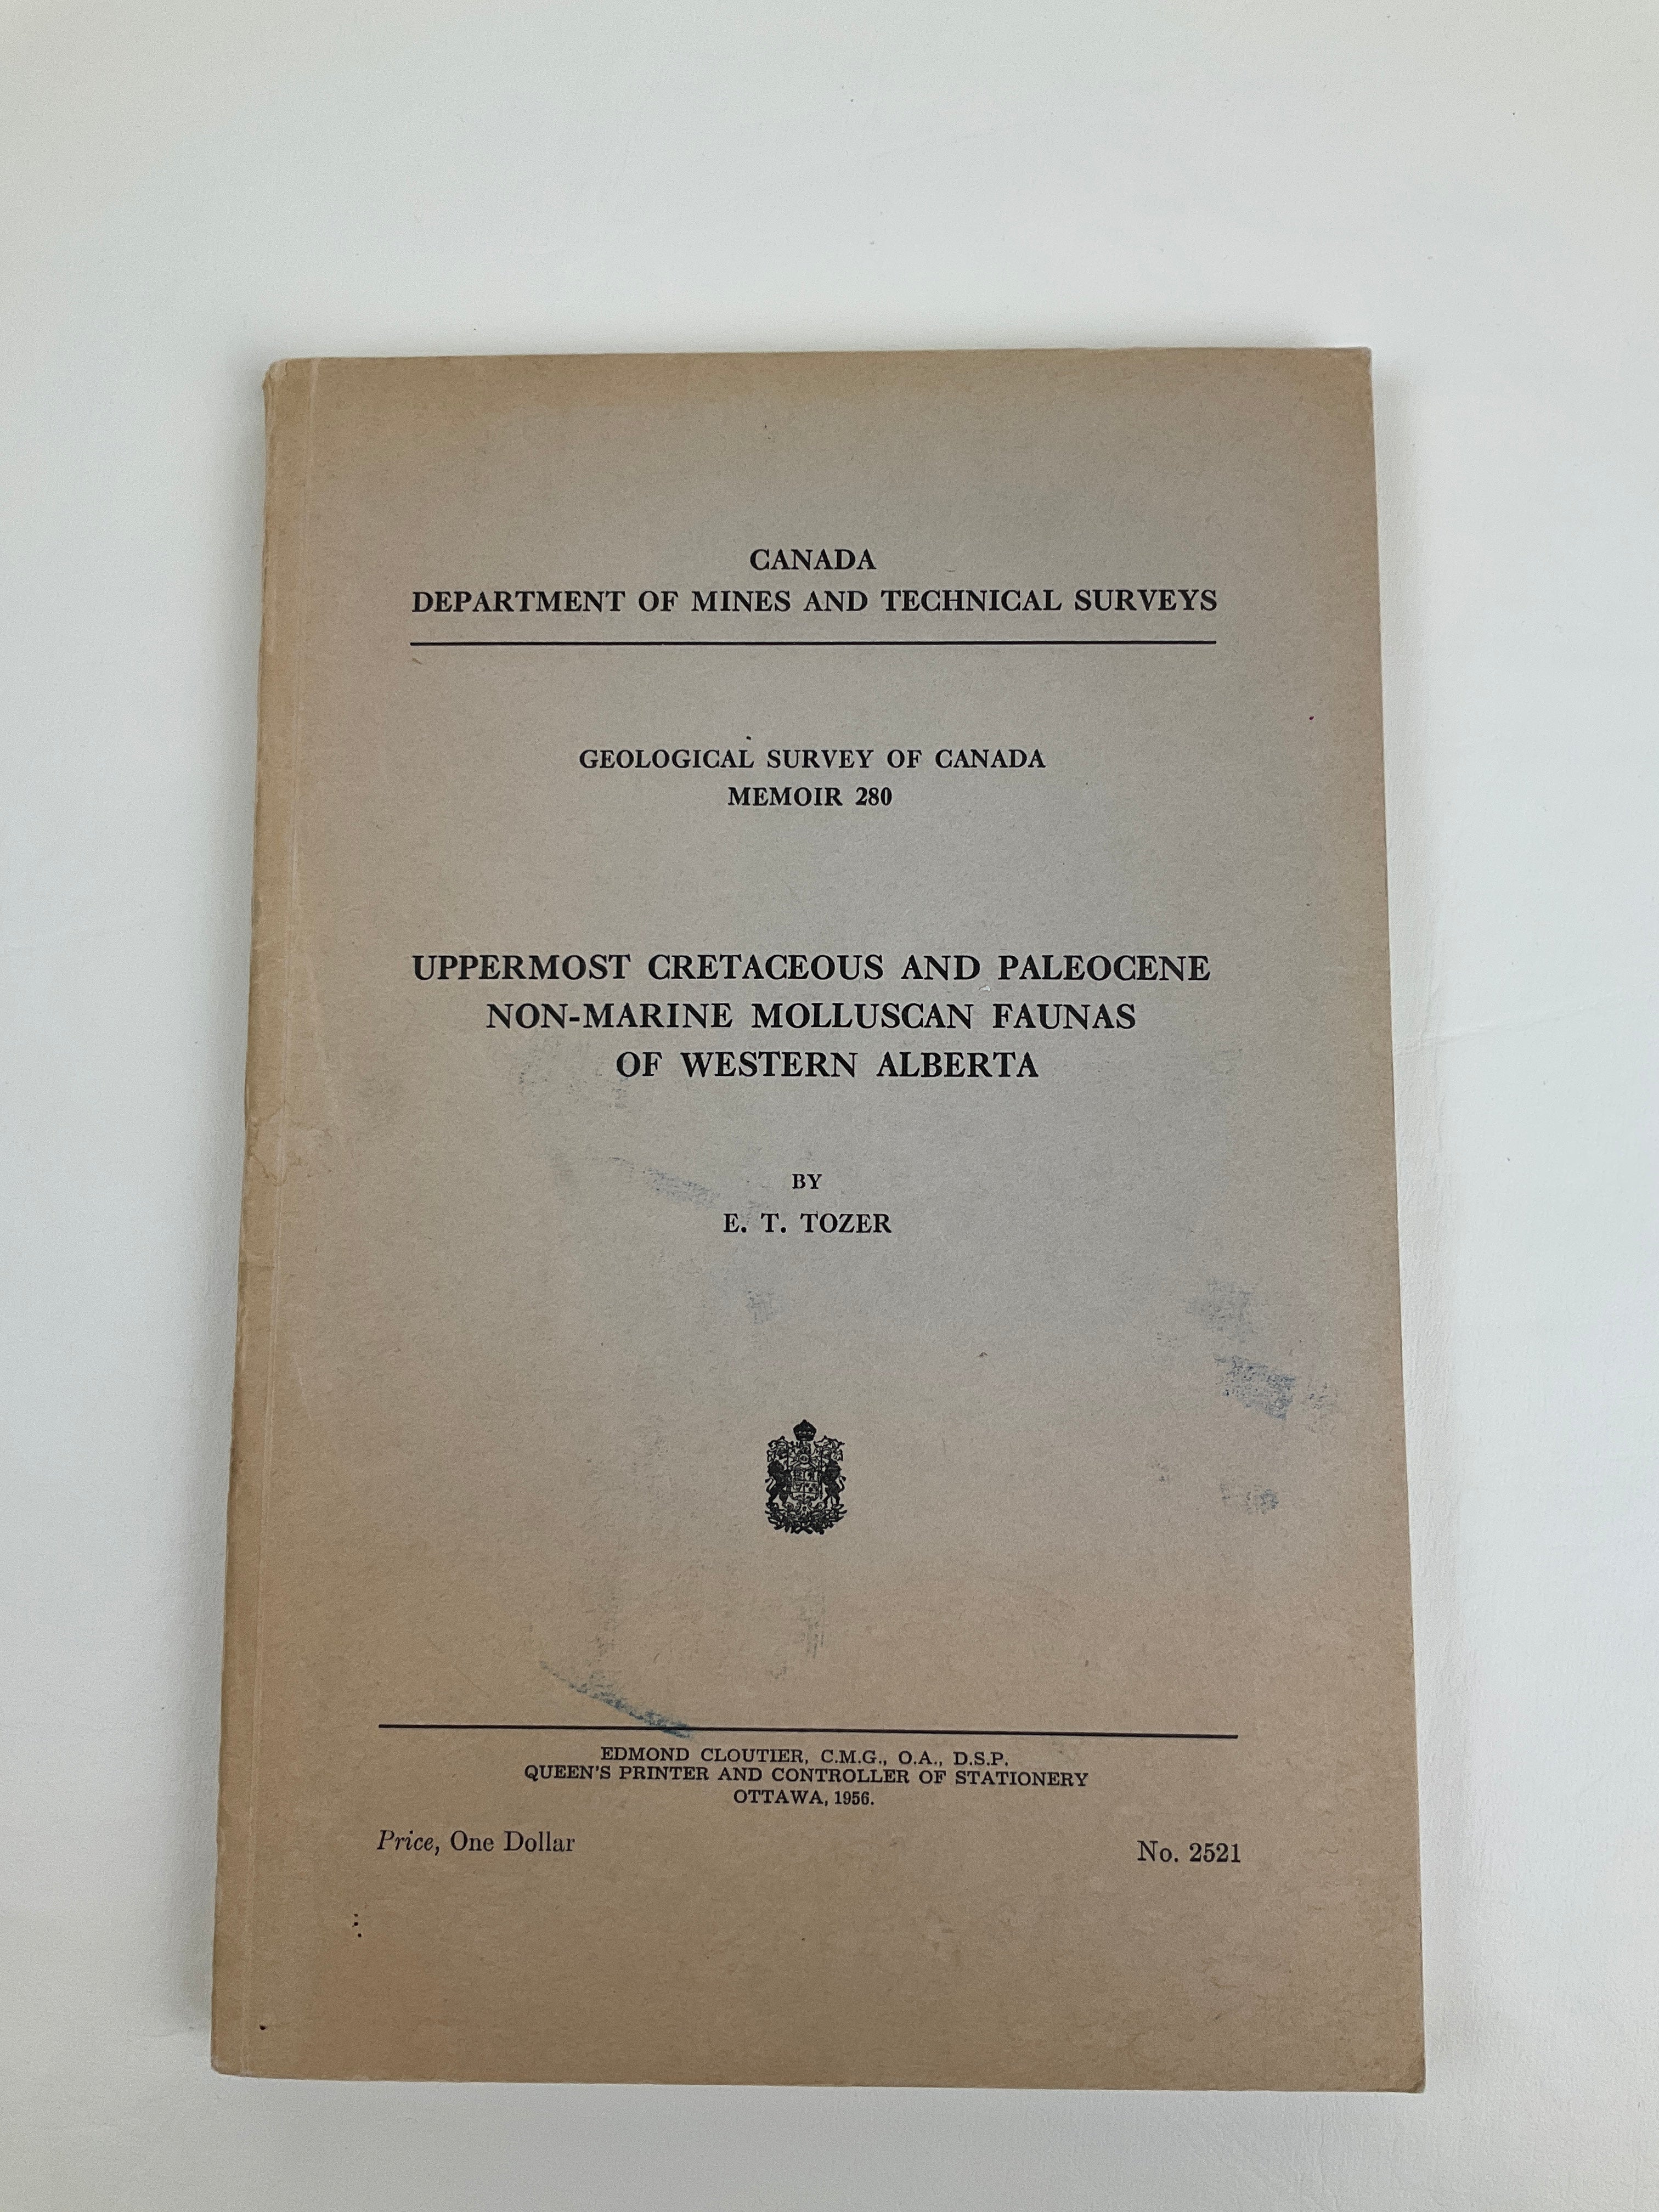 CANADA
DEPARTMENT OF MINES AND TECHNICAL SURVEYS
GEOLOGICAL SURVEY OF CANADA
MEMOIR 280
UPPERMOST CRETACEOUS AND PALEOCENE
NON-MARINE MOLLUSCAN FAUNAS
OF WESTERN ALBERTA
BY
E. T. TOZER
EDMOND CLOUTIER, C.M.G., O.A., D.S.P.
QUEEN'S PRINTER AND CONTROLLER OF STATIONERY
OTTAWA, 1956.
Price, One Dollar
No. 2521